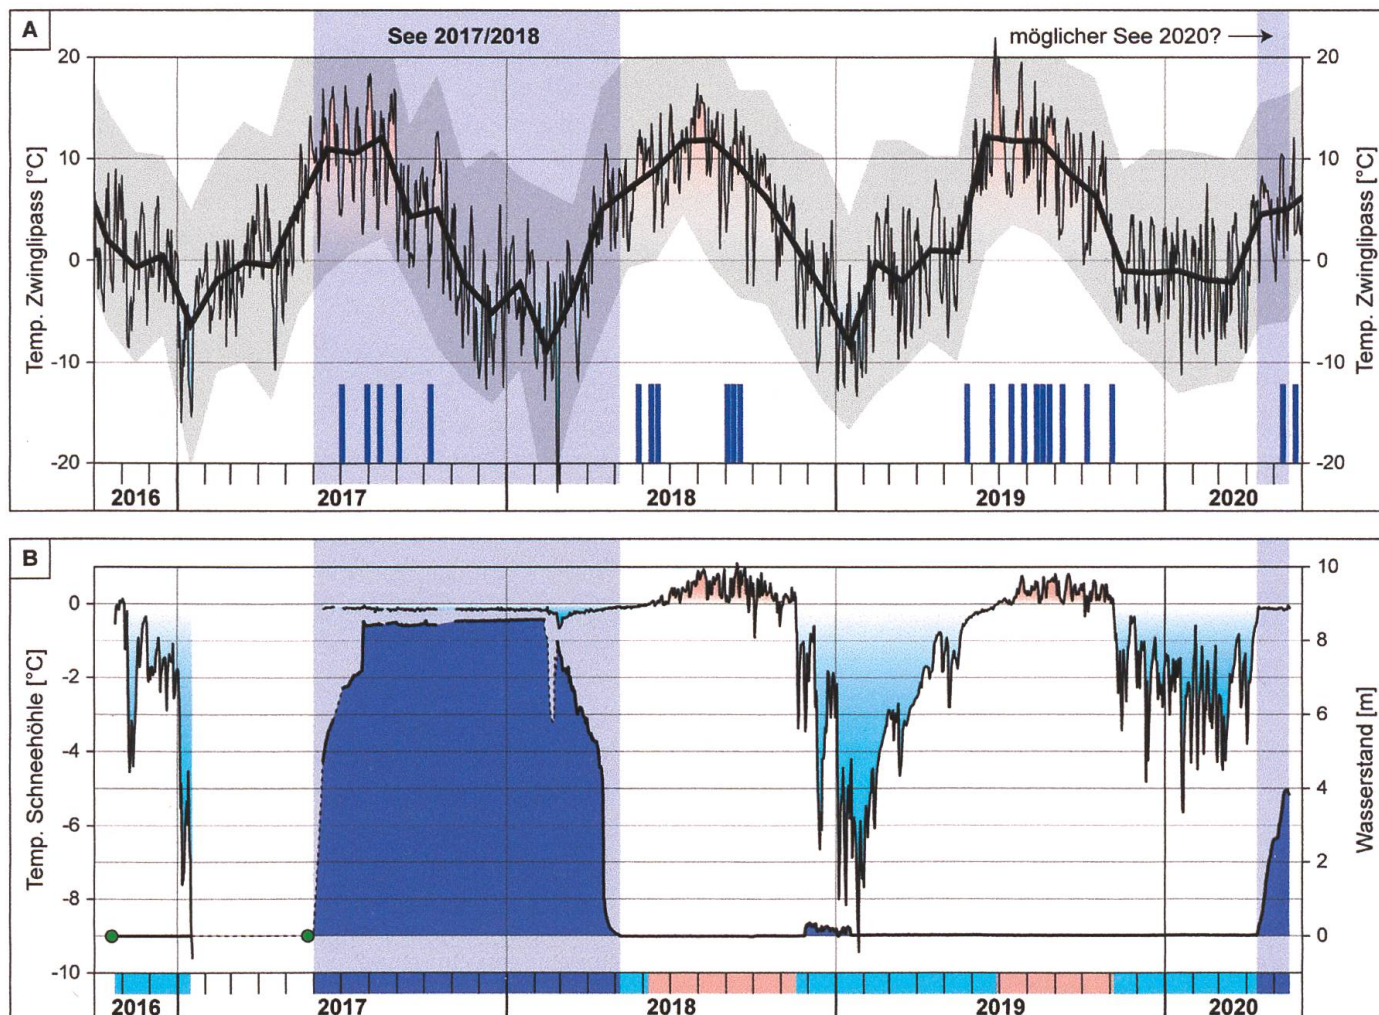 A
See 2017/2018
möglicher See 2020?
20
10
0
-10
-20
Temp. Zwinglipass [°C]
20
10
0
-10
-20
Temp. Zwinglipass [°C]
2016 2017 2018 2019 2020
B
0
-2
-4
-6
-8
-10
Temp. Schneehöhle [°C]
10
8
6
4
2
0
Wasserstand [m]
2016 2017 2018 2019 2020